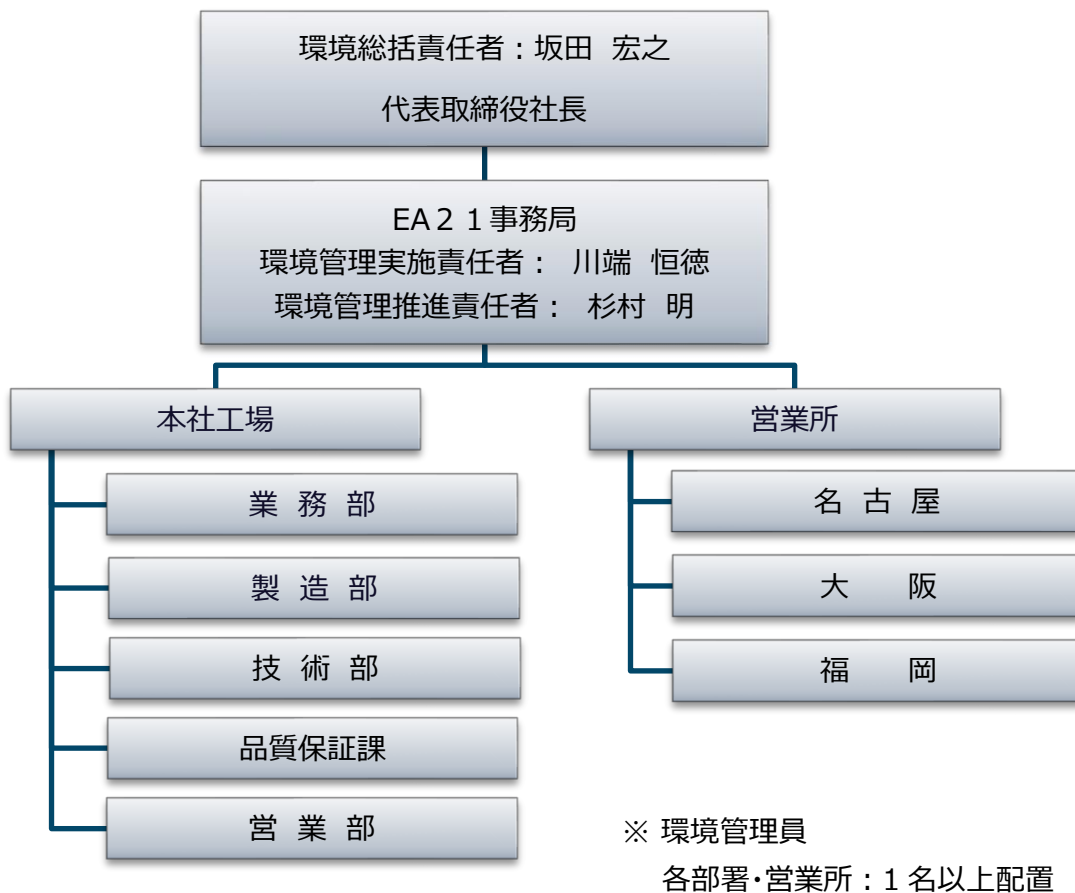 環境総括責任者：坂田 宏之
代表取締役社長
EA２１事務局
環境管理実施責任者： 川端 恒徳
環境管理推進責任者： 杉村 明
本社工場
業 務 部
製 造 部
技 術 部
品質保証課
営 業 部
営業所
名 古 屋
大 阪
福 岡
※ 環境管理員
各部署・営業所：1 名以上配置